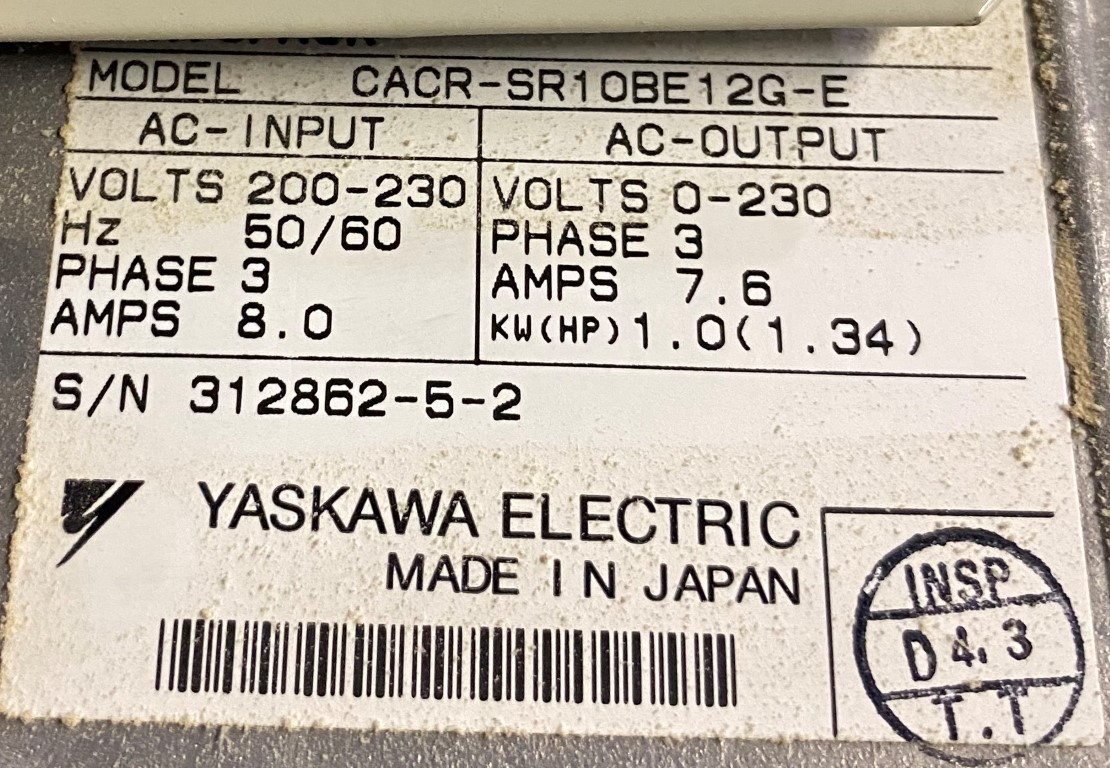 MODEL CACR-SR10BE12G-E
AC-INPUT AC-OUTPUT
VOLTS 200-230 VOLTS 0-230
Hz 50/60 PHASE 3
PHASE 3 AMPS 7.6
AMPS 8.0 KW(HP) 1.0(1.34)
S/N 312862-5-2
YASKAWA ELECTRIC
MADE IN JAPAN
INSP
D 4.3
T.T